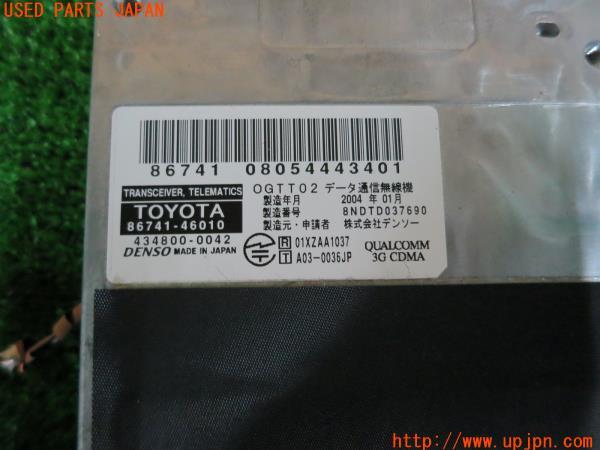 USED PARTS JAPAN
86741 08054443401
TRANSCEIVER, TELEMATICS
TOYOTA
86741-46010
434800-0042
DENSO MADE IN JAPAN
OGTT02 データ通信無線機
製造年月 2004 年 01月
製造番号 8NDTD037690
製造元・申請者 株式会社デンソー
R 01XZAA1037
T A03-0036JP
QUALCOMM
3G CDMA
http://www.upjpn.com/